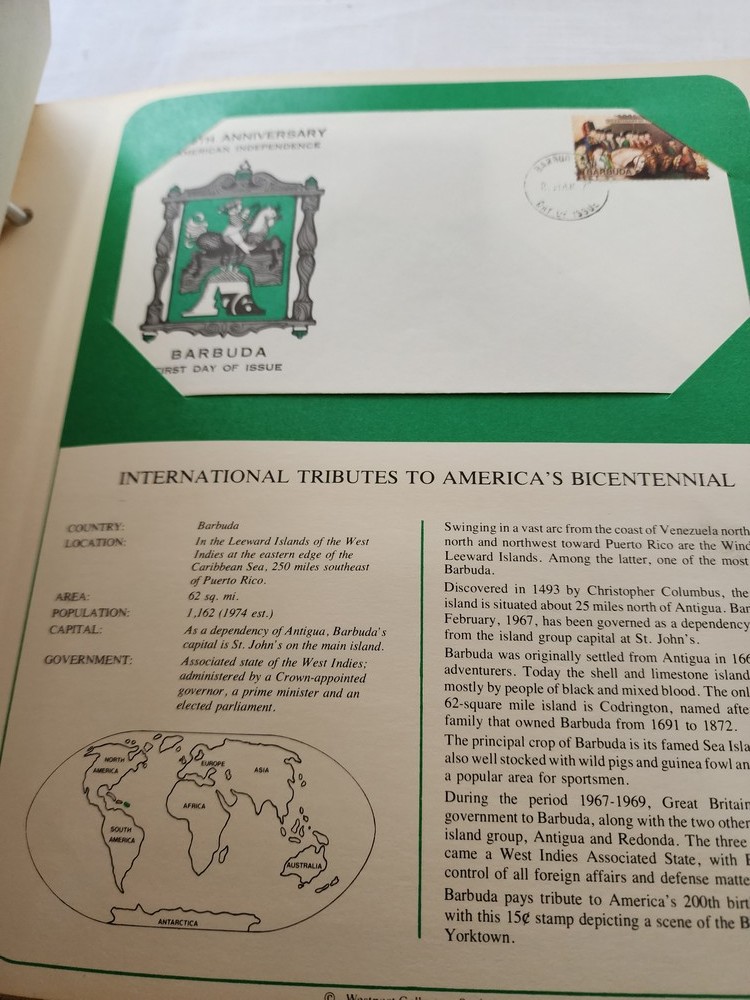 TH ANNIVERSARY
AMERICAN INDEPENDENCE
BARBUDA
DAY OF ISSUE
BARBUDA
76
BARBUDA
FIRST DAY OF ISSUE
INTERNATIONAL TRIBUTES TO AMERICA'S BICENTENNIAL
COUNTRY: Barbuda
LOCATION: In the Leeward Islands of the West
Indies at the eastern edge of the
Caribbean Sea, 250 miles southeast
of Puerto Rico.
AREA: 62 sq. mi.
POPULATION: 1,162 (1974 est.)
CAPITAL: As a dependency of Antigua, Barbuda's
capital is St. John's on the main island.
GOVERNMENT: Associated state of the West Indies;
administered by a Crown-appointed
governor, a prime minister and an
elected parliament.
NORTH
AMERICA
EUROPE
ASIA
AFRICA
SOUTH
AMERICA
AUSTRALIA
ANTARCTICA
Swinging in a vast arc from the coast of Venezuela north
north and northwest toward Puerto Rico are the Wind
Leeward Islands. Among the latter, one of the most
Barbuda.
Discovered in 1493 by Christopher Columbus, the
island is situated about 25 miles north of Antigua. Bar
February, 1967, has been governed as a dependency
from the island group capital at St. John's.
Barbuda was originally settled from Antigua in 166
adventurers. Today the shell and limestone island
mostly by people of black and mixed blood. The onl
62-square mile island is Codrington, named afte
family that owned Barbuda from 1691 to 1872.
The principal crop of Barbuda is its famed Sea Isla
also well stocked with wild pigs and guinea fowl an
a popular area for sportsmen.
During the period 1967-1969, Great Britain
government to Barbuda, along with the two other
island group, Antigua and Redonda. The three
came a West Indies Associated State, with
control of all foreign affairs and defense matte
Barbuda pays tribute to America's 200th birt
with this 15¢ stamp depicting a scene of the B
Yorktown.
©